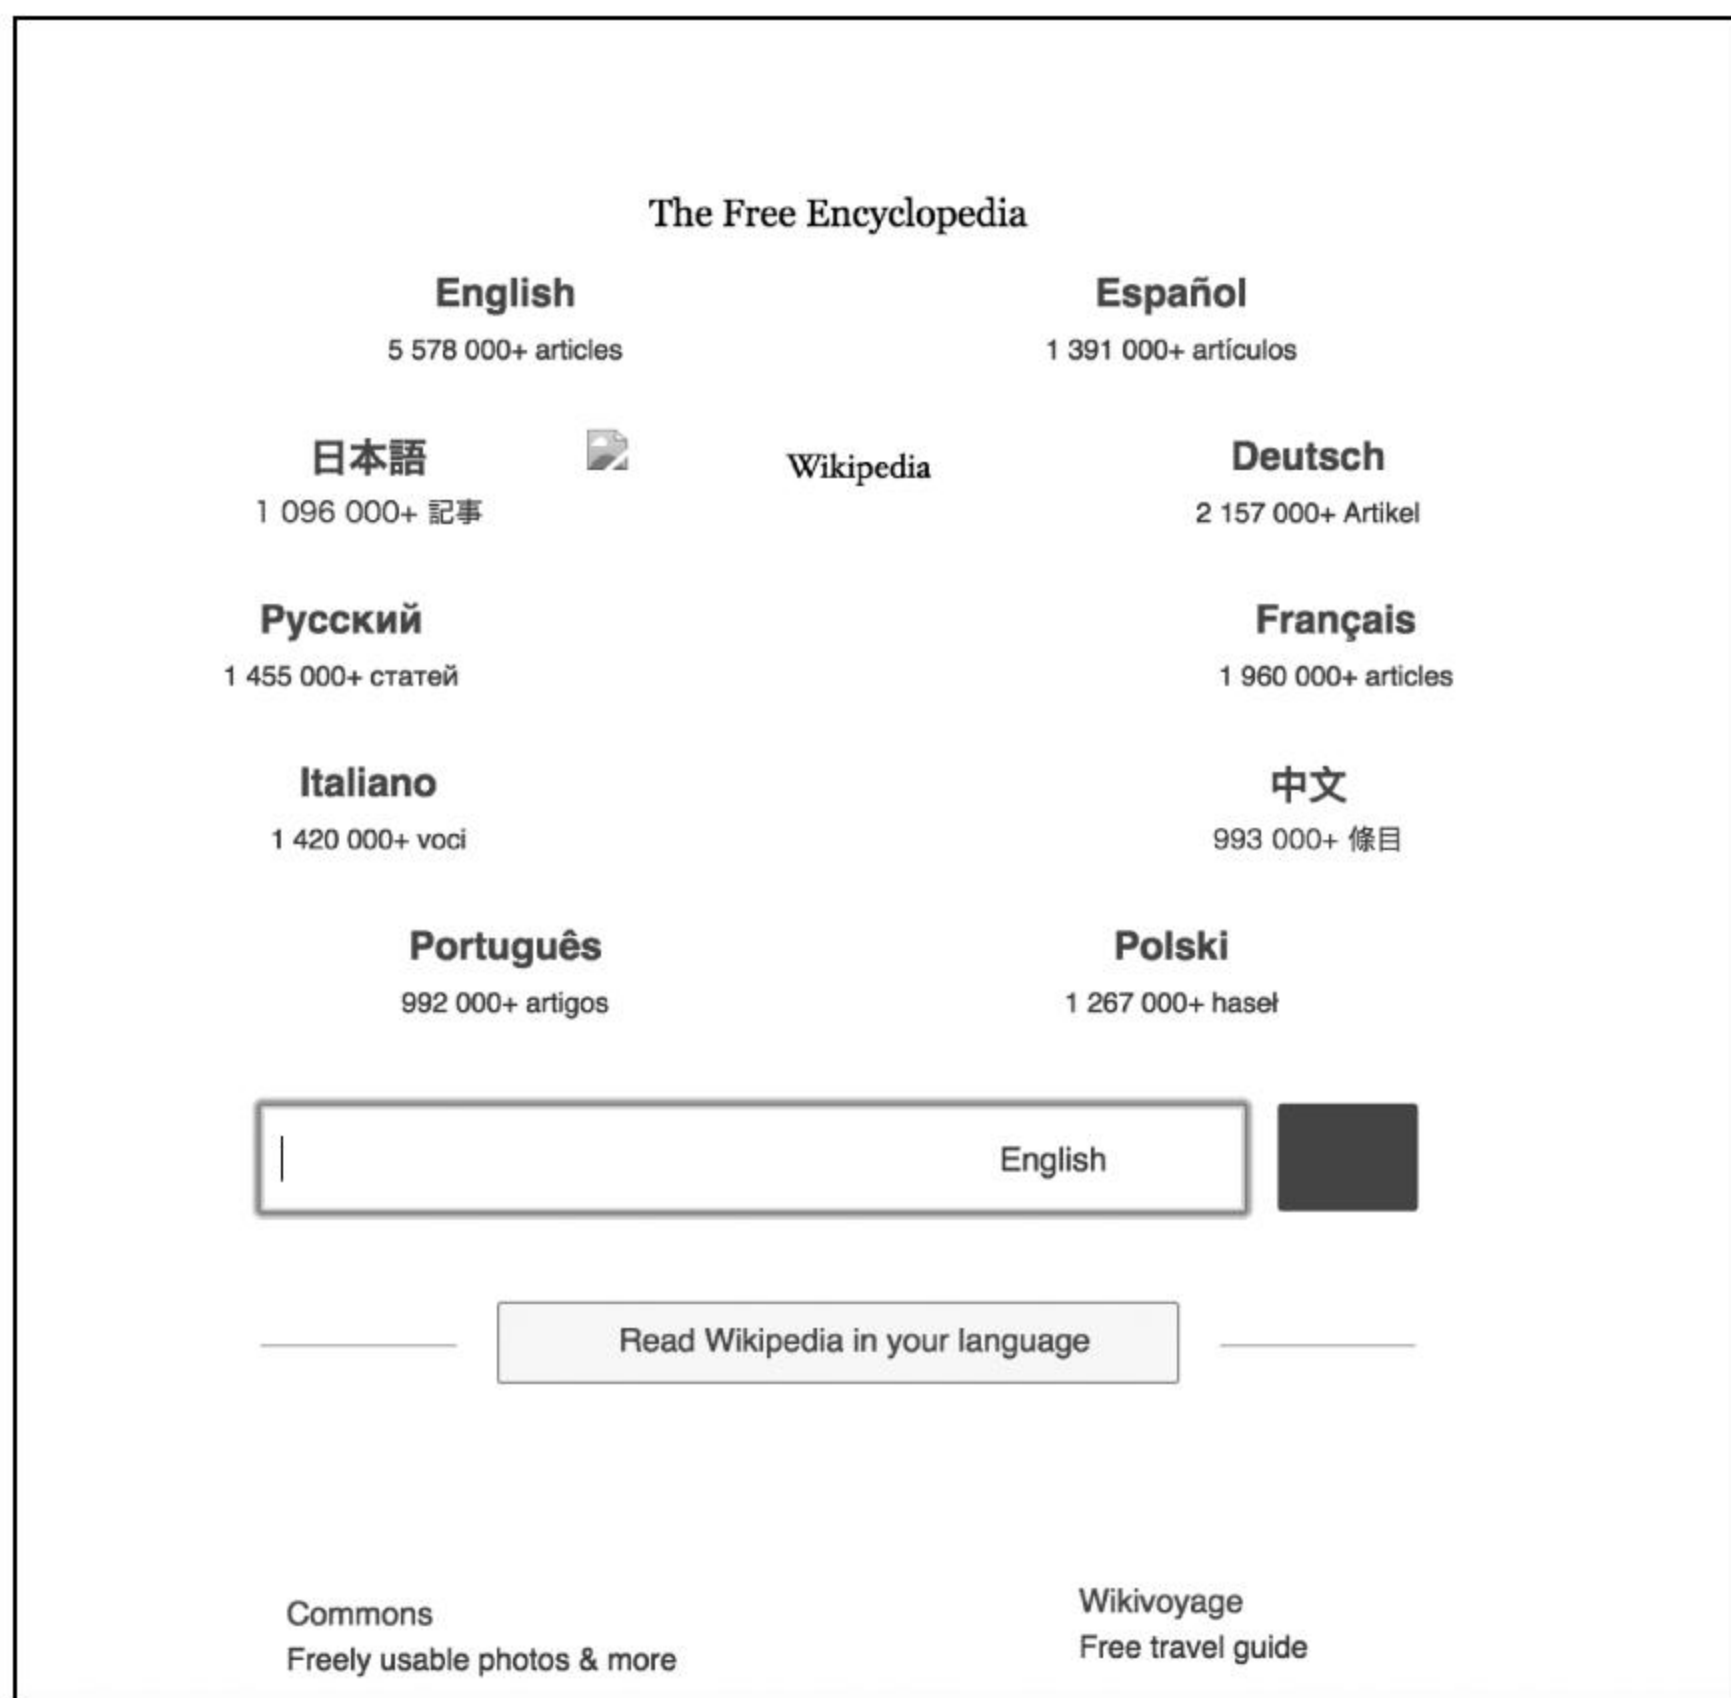 The Free Encyclopedia
English
5 578 000+ articles
Español
1 391 000+ artículos
日本語
1 096 000+ 記事
Wikipedia
Deutsch
2 157 000+ Artikel
Русский
1 455 000+ статей
Français
1 960 000+ articles
Italiano
1 420 000+ voci
中文
993 000+ 條目
Português
992 000+ artigos
Polski
1 267 000+ haseł
English
Read Wikipedia in your language
Commons
Freely usable photos & more
Wikivoyage
Free travel guide